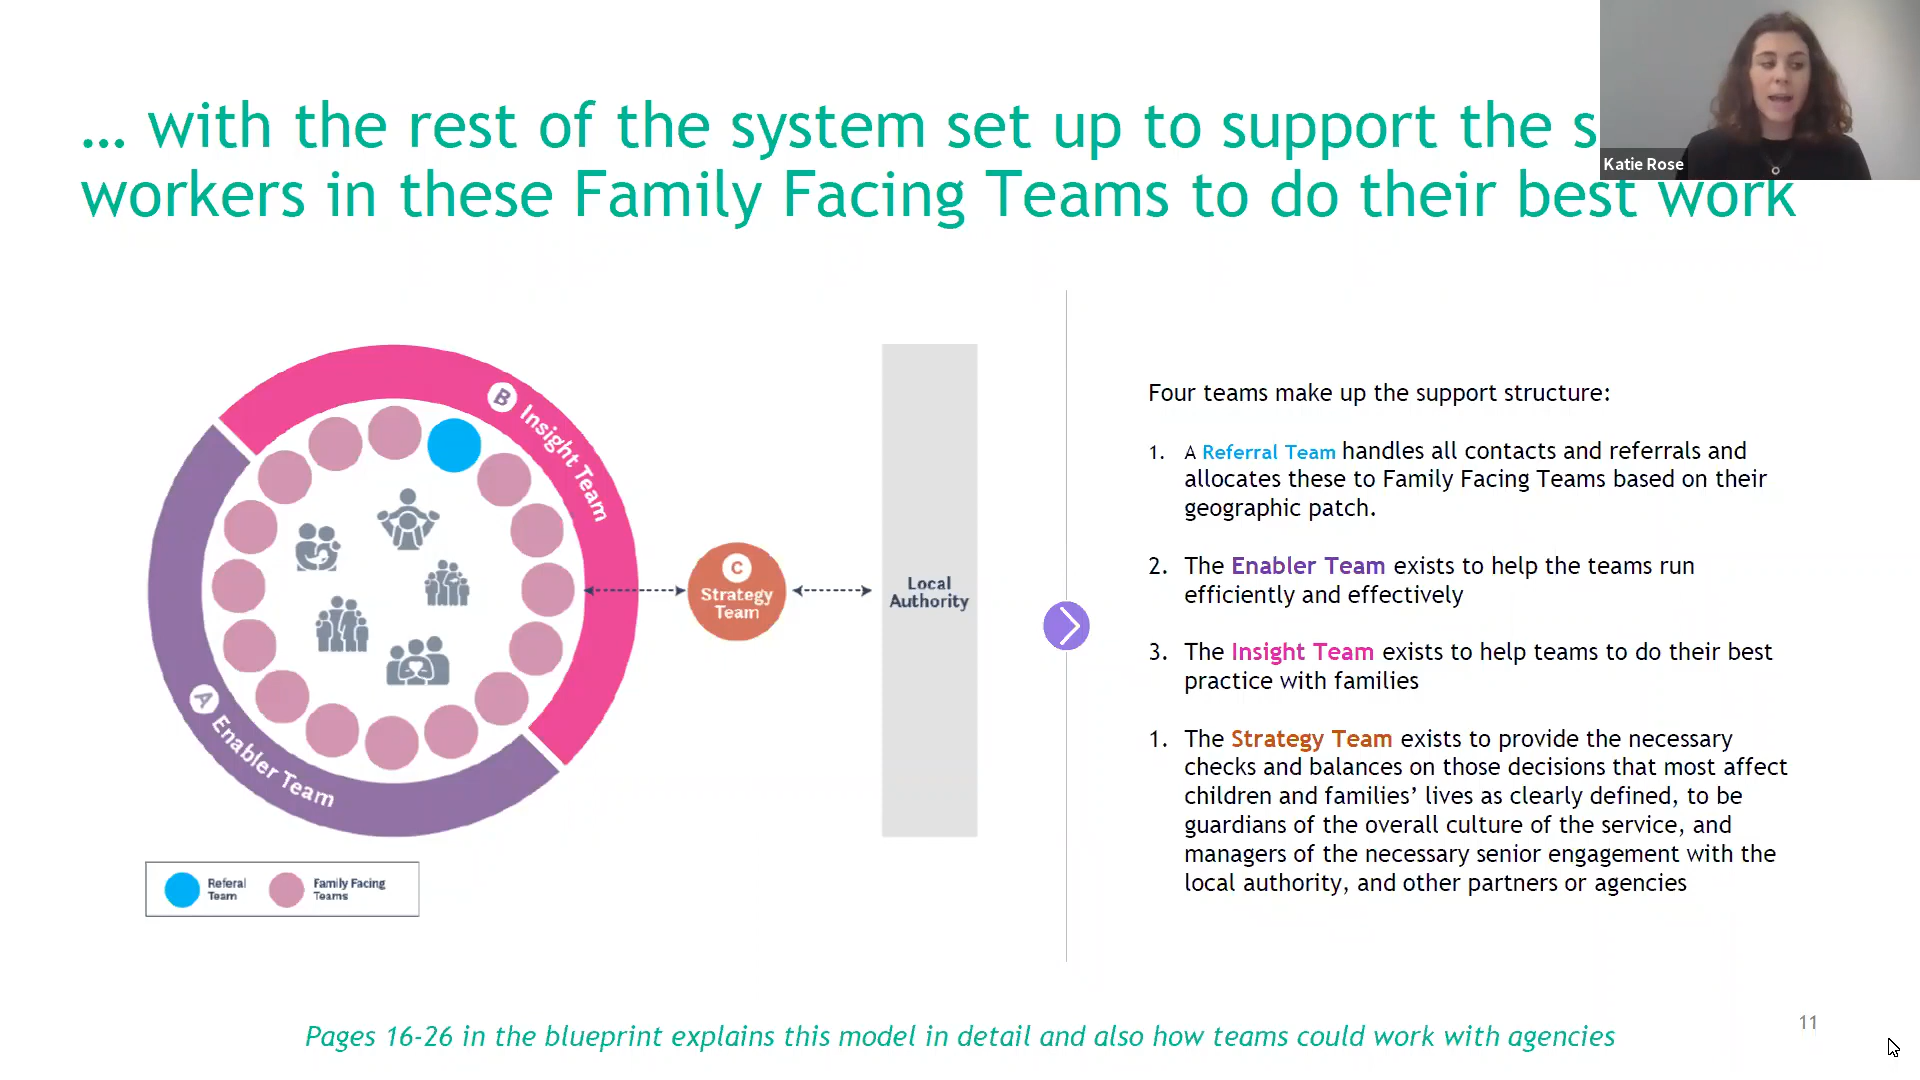 Katie Rose
... with the rest of the system set up to support the s
workers in these Family Facing Teams to do their best work
B Insight Team
A Enabler Team
C
Strategy
Team
Local
Authority
Referal
Team
Family Facing
Teams
Four teams make up the support structure:
1. A Referral Team handles all contacts and referrals and
allocates these to Family Facing Teams based on their
geographic patch.
2. The Enabler Team exists to help the teams run
efficiently and effectively
3. The Insight Team exists to help teams to do their best
practice with families
1. The Strategy Team exists to provide the necessary
checks and balances on those decisions that most affect
children and families’ lives as clearly defined, to be
guardians of the overall culture of the service, and
managers of the necessary senior engagement with the
local authority, and other partners or agencies
Pages 16-26 in the blueprint explains this model in detail and also how teams could work with agencies
11